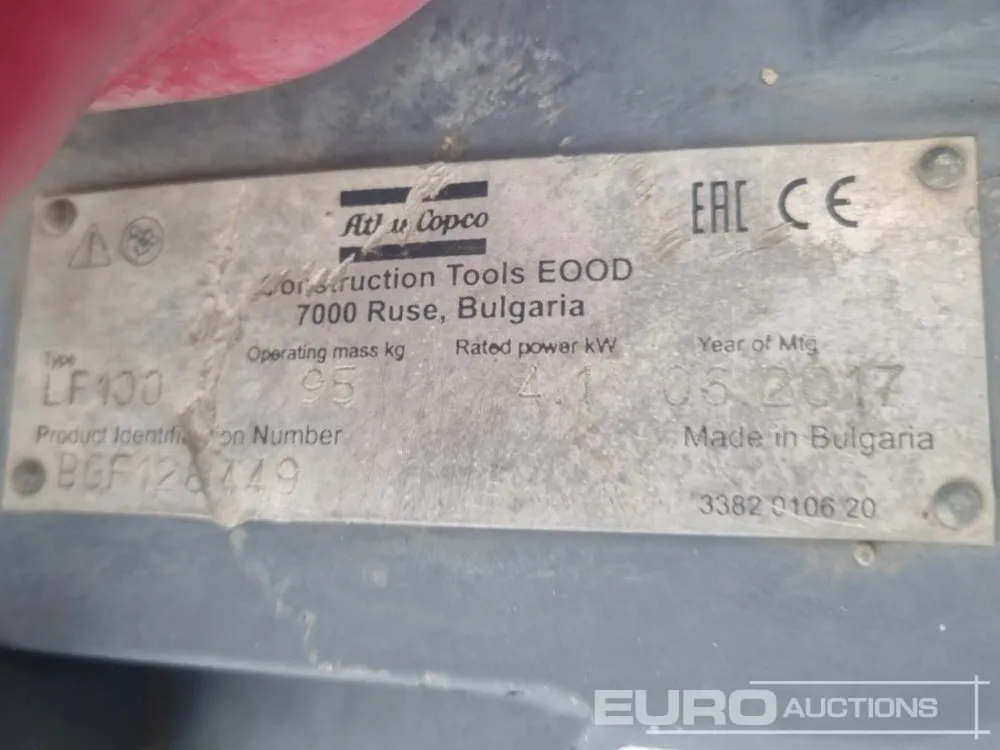 Atlas Copco
EAC CE
Construction Tools EOOD
7000 Ruse, Bulgaria
Type Operating mass kg Rated power kW Year of Mfg
LF100 95 4.1 06 2017
Product Identification Number Made in Bulgaria
BGF126449
3382 0106 20
EURO AUCTIONS